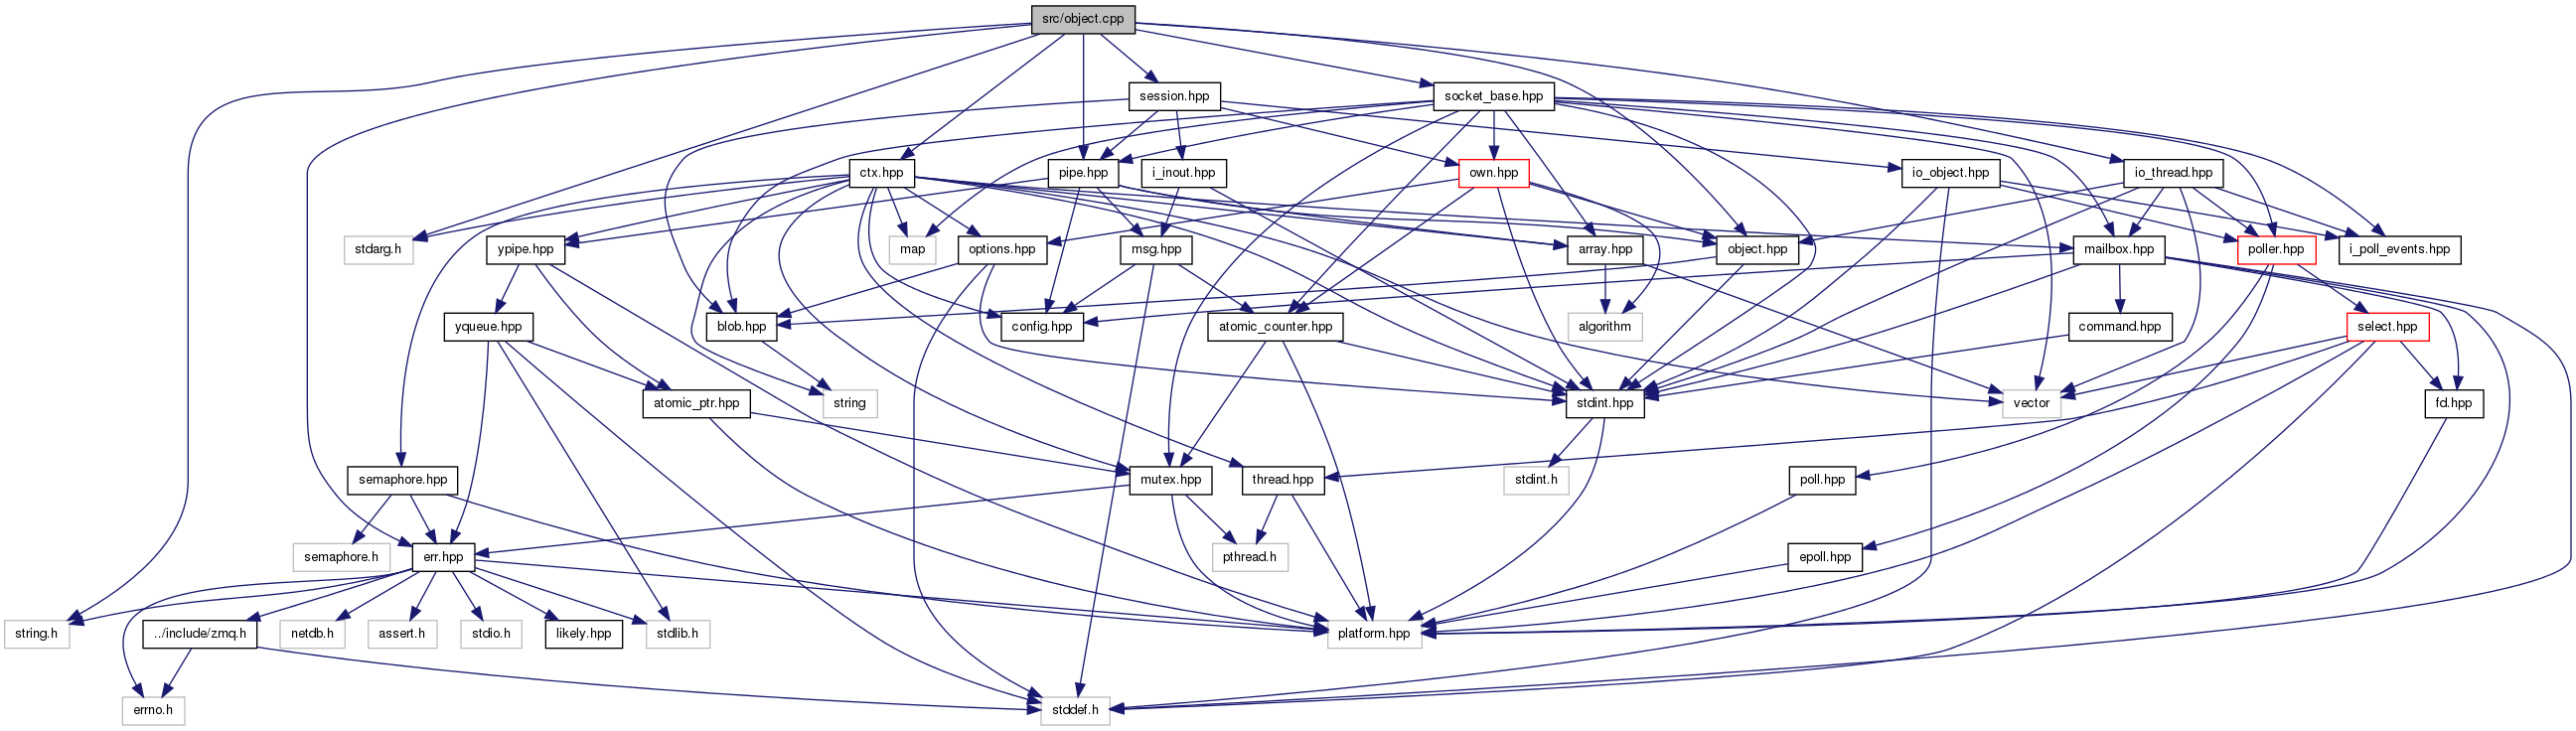 src/object.cpp
session.hpp
socket_base.hpp
ctx.hpp
pipe.hpp
i_inout.hpp
own.hpp
io_object.hpp
io_thread.hpp
stdarg.h
ypipe.hpp
map
options.hpp
msg.hpp
array.hpp
object.hpp
mailbox.hpp
poller.hpp
i_poll_events.hpp
yqueue.hpp
blob.hpp
config.hpp
atomic_counter.hpp
algorithm
command.hpp
select.hpp
atomic_ptr.hpp
string
stdint.hpp
vector
fd.hpp
semaphore.hpp
mutex.hpp
thread.hpp
stdint.h
poll.hpp
semaphore.h
err.hpp
pthread.h
epoll.hpp
string.h
../include/zmq.h
netdb.h
assert.h
stdio.h
likely.hpp
stdlib.h
platform.hpp
errno.h
stddef.h